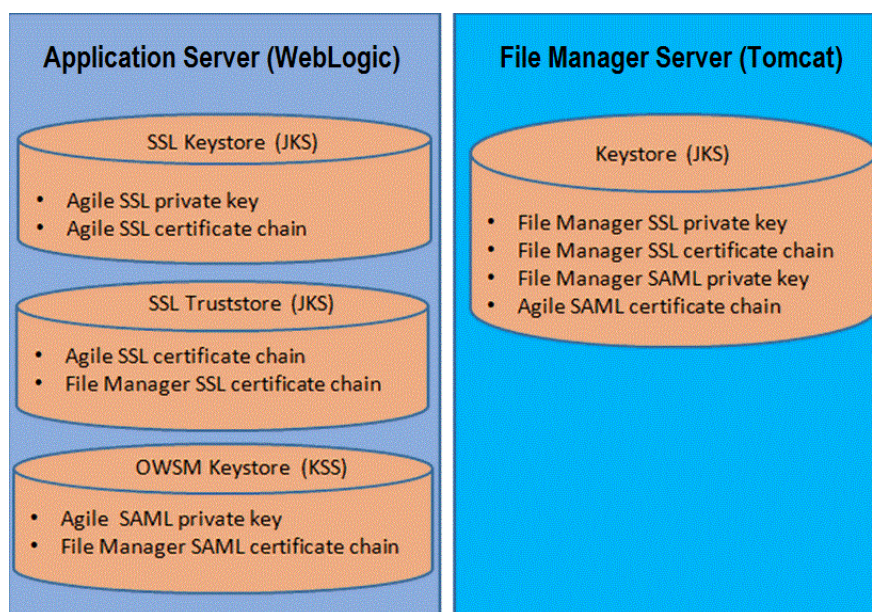 Application Server (WebLogic)
SSL Keystore (JKS)
• Agile SSL private key
• Agile SSL certificate chain
SSL Truststore (JKS)
• Agile SSL certificate chain
• File Manager SSL certificate chain
OWSM Keystore (KSS)
• Agile SAML private key
• File Manager SAML certificate chain
File Manager Server (Tomcat)
Keystore (JKS)
• File Manager SSL private key
• File Manager SSL certificate chain
• File Manager SAML private key
• Agile SAML certificate chain